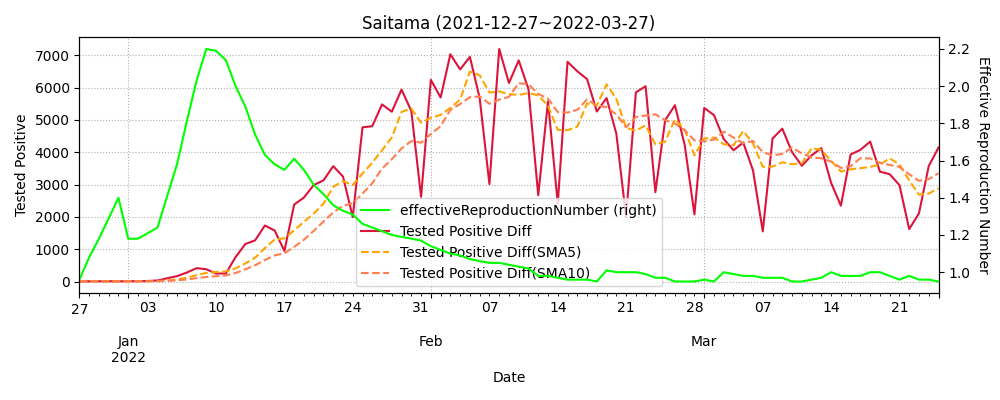 Saitama (2021-12-27~2022-03-27)
Tested Positive
7000
6000
5000
4000
3000
2000
1000
0
2.2
2.0
1.8
1.6
1.4
1.2
1.0
Effective Reproduction Number
effectiveReproductionNumber (right)
Tested Positive Diff
Tested Positive Diff(SMA5)
Tested Positive Diff(SMA10)
27 03 10 17 24 31 07 14 21 28 07 14 21
Jan Feb Mar
2022
Date